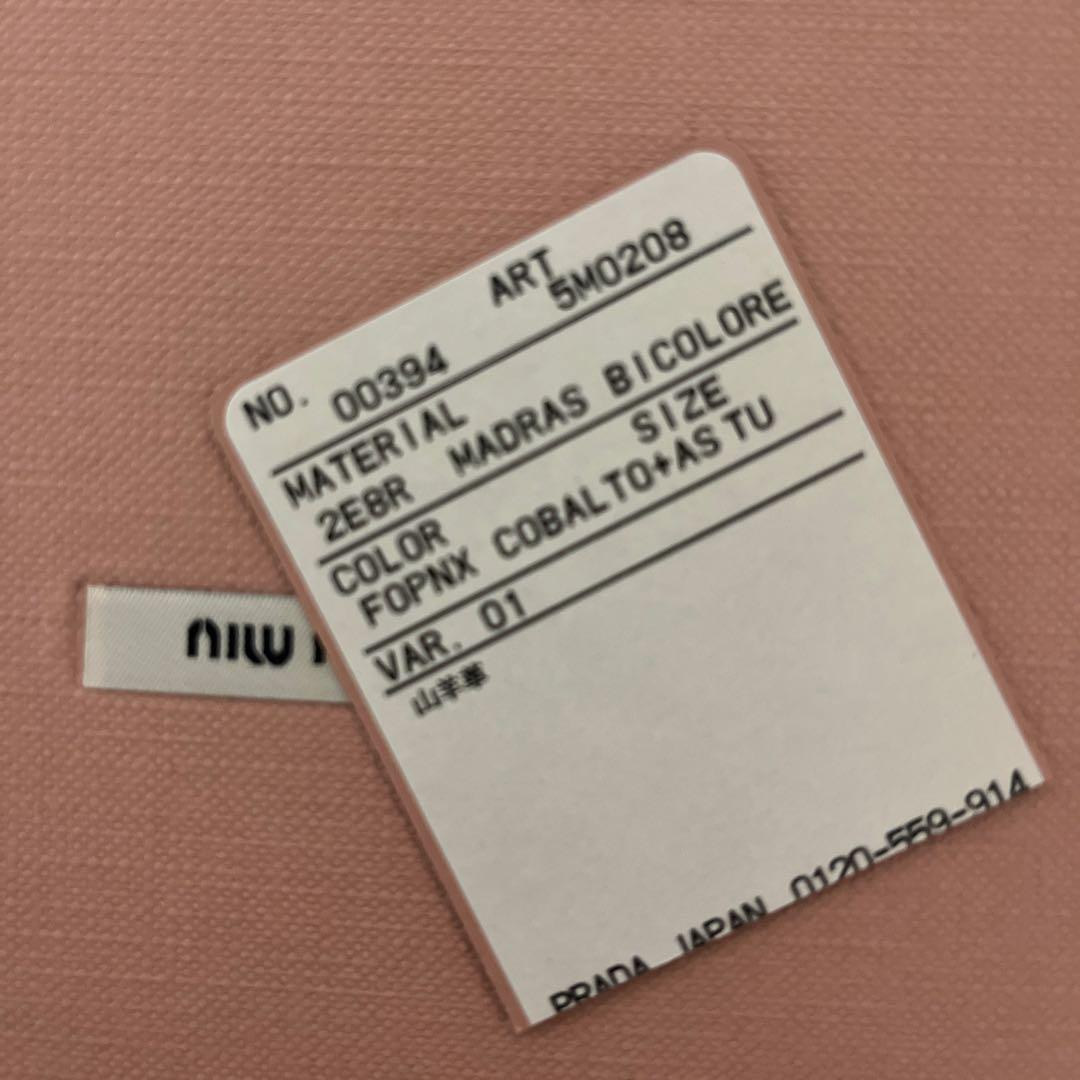 NO. 00394
ART 5M0208
MATERIAL
2E8R MADRAS BICOLORE
COLOR SIZE
F0PNX COBALTO+AS TU
VAR. 01
山羊革
PRADA JAPAN 0120-559-914
miu